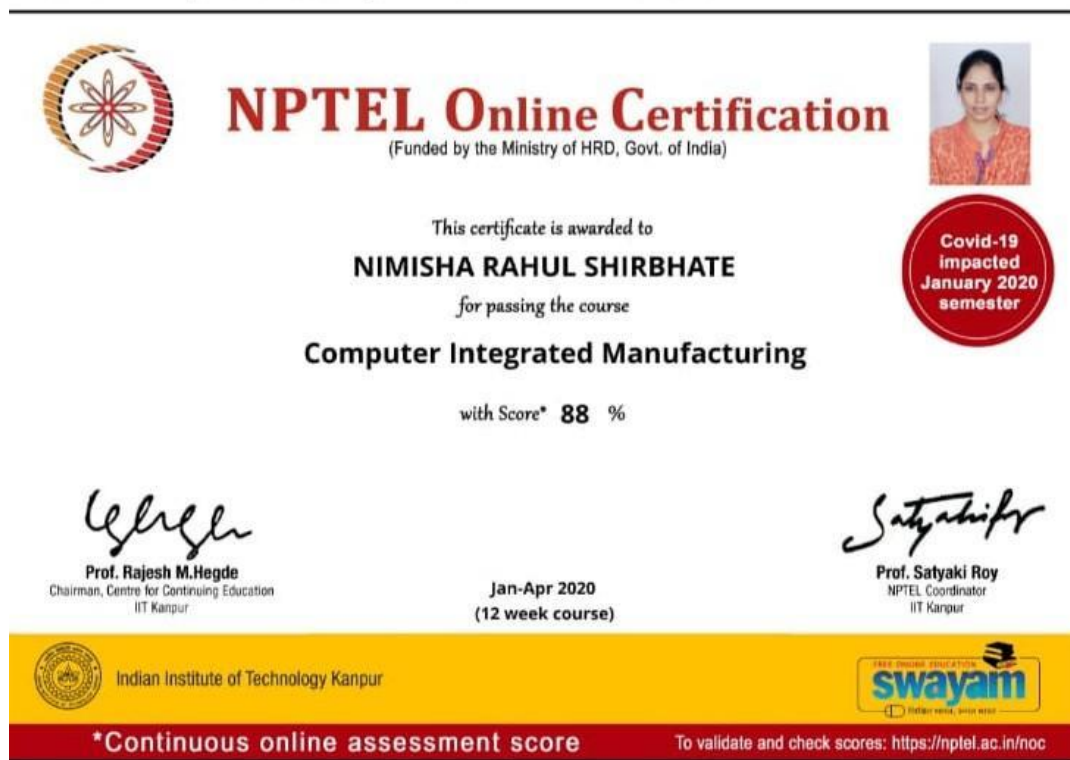 NPTEL Online Certification
(Funded by the Ministry of HRD, Govt. of India)
This certificate is awarded to
NIMISHA RAHUL SHIRBHATE
for passing the course
Computer Integrated Manufacturing
with Score* 88 %
Covid-19
impacted
January 2020
semester
Prof. Rajesh M.Hegde
Chairman, Centre for Continuing Education
IIT Kanpur
Jan-Apr 2020
(12 week course)
Prof. Satyaki Roy
NPTEL Coordinator
IIT Kanpur
Indian Institute of Technology Kanpur
FREE ONLINE EDUCATION
swayam
*Continuous online assessment score
To validate and check scores: https://nptel.ac.in/noc